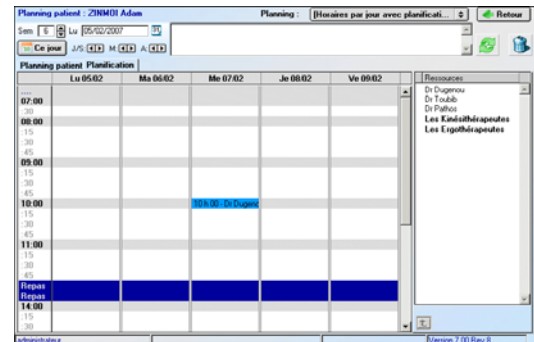 Planning patient : ZINMOI Adam Planning : [Horaires par jour avec planificati... Retour
Sem 6 Lu 05/02/2007
Ce jour J/S M A
Planning patient Planification
Lu 05/02 Ma 06/02 Me 07/02 Je 08/02 Ve 09/02 Ressources
....
07:00
:30
08:00
:15
:30
:45
09:00
:15
:30
:45
10:00 10 h 00 - Dr Dugeno
:15
:30
:45
11:00
:15
:30
:45
Repas
Repas
14:00
:15
:30
Dr Dugenou
Dr Toubib
Dr Pathos
Les Kinésithérapeutes
Les Ergothérapeutes
administrateur Version 7.00 Rev 8